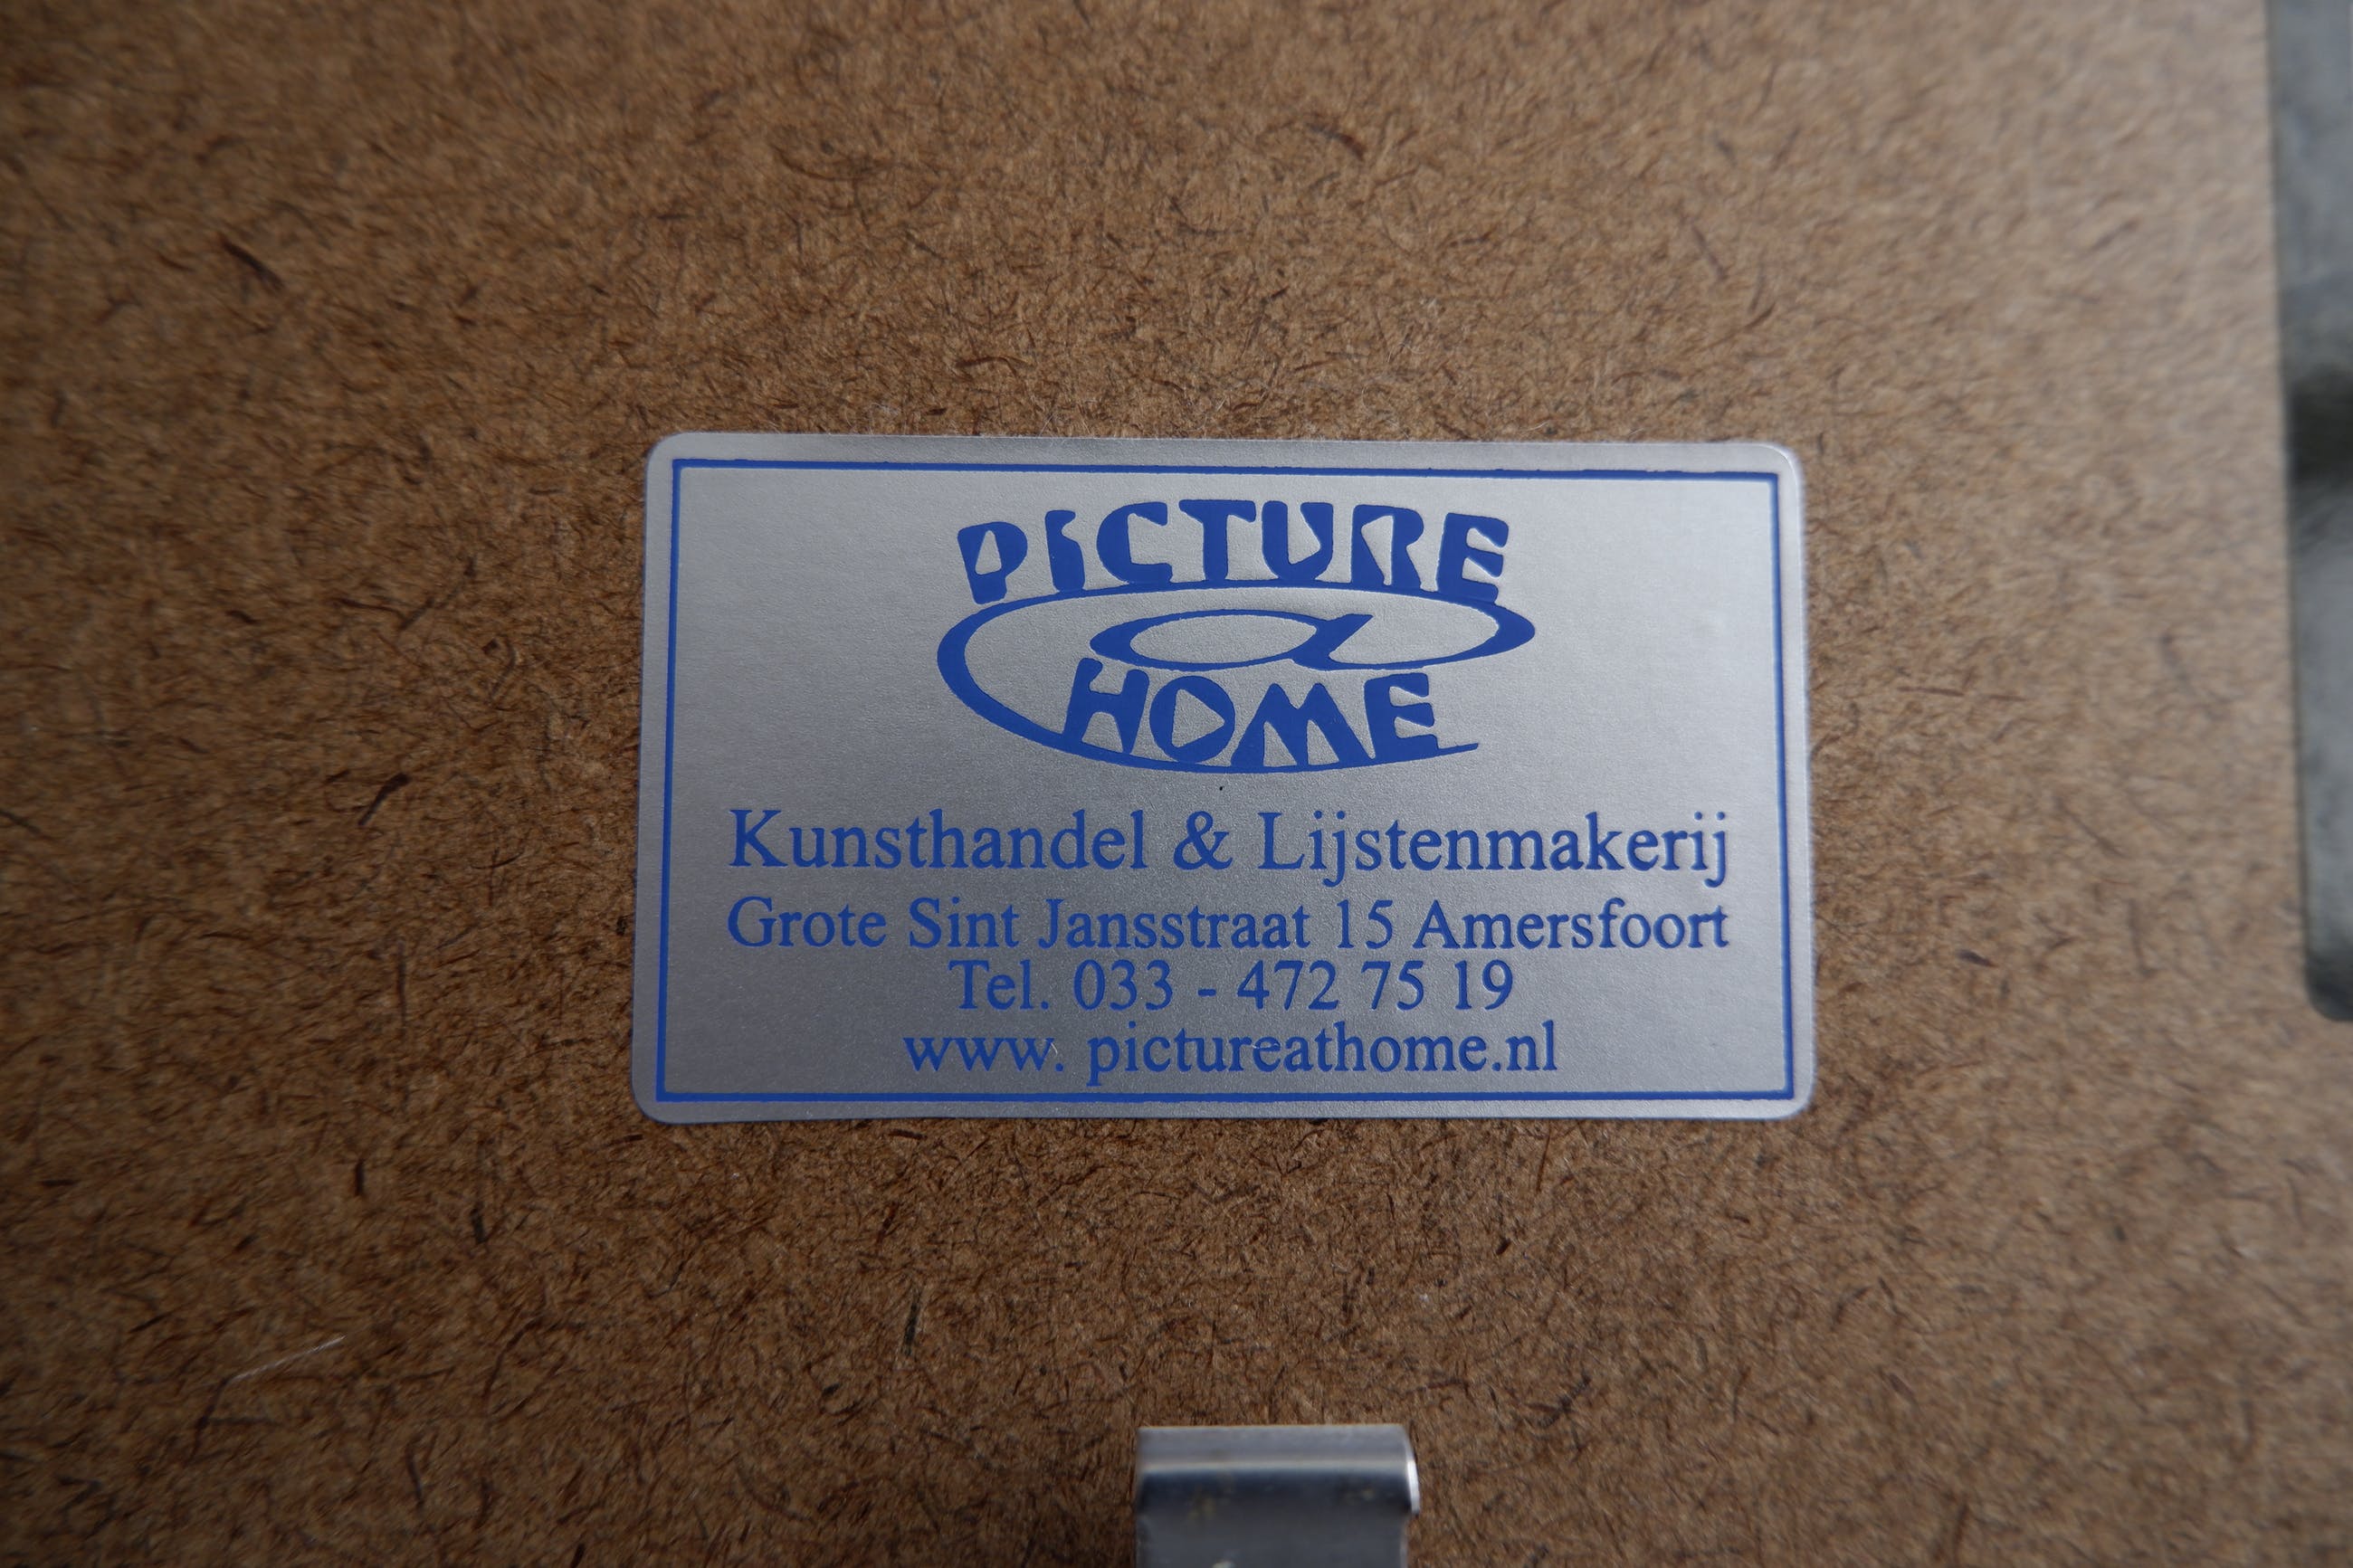 PICTURE
@
HOME
Kunsthandel & Lijstenmakerij
Grote Sint Jansstraat 15 Amersfoort
Tel. 033 - 472 75 19
www. pictureathome.nl